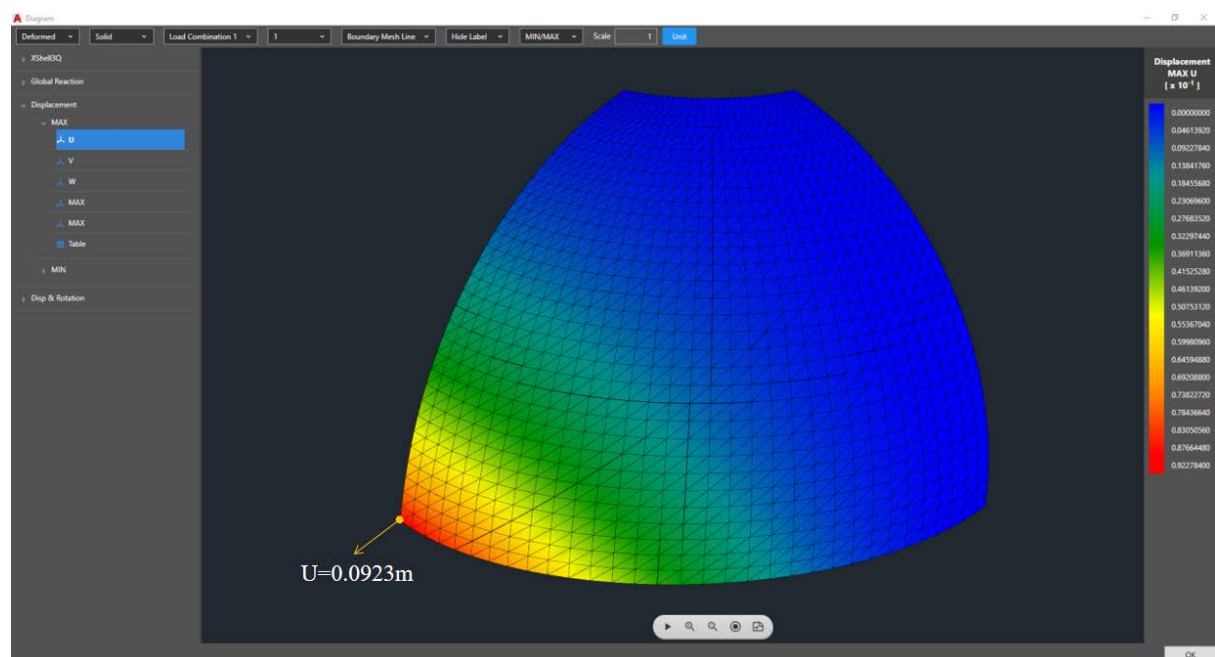 Diagram
Deformed Solid Load Combination 1 1 Boundary Mesh Line Hide Label MIN/MAX Scale 1 Unit
XShell3Q
Global Reaction
Displacement
MAX
U
V
W
MAX
MAX
Table
MIN
Disp & Rotation
U=0.0923m
Displacement
MAX U
[ x 10⁻¹ ]
0.00000000
0.04613920
0.09227840
0.13841760
0.18455680
0.23069600
0.27683520
0.32297440
0.36911360
0.41525280
0.46139200
0.50753120
0.55367040
0.59980960
0.64594880
0.69208800
0.73822720
0.78436640
0.83050560
0.87664480
0.92278400
OK